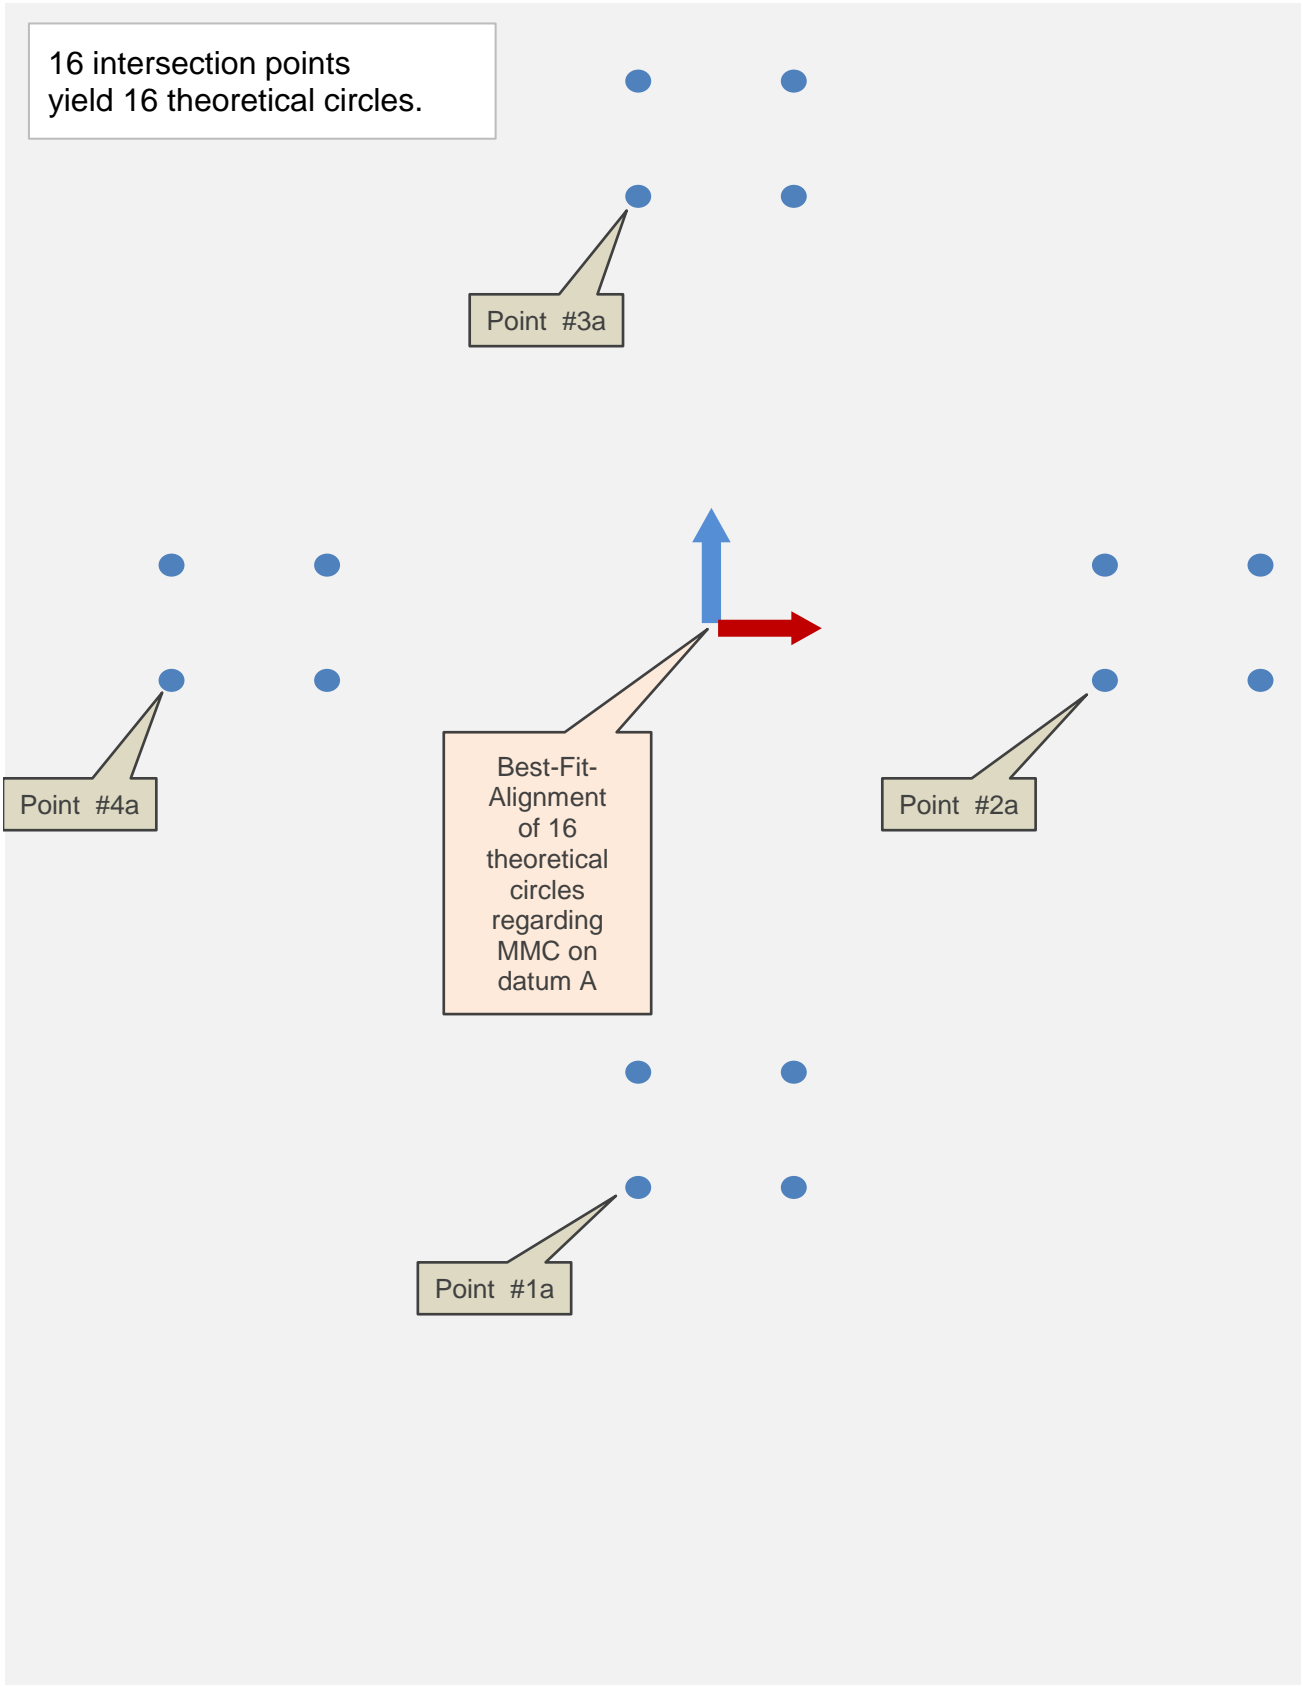 16 intersection points
yield 16 theoretical circles.
Point #3a
Point #4a
Best-Fit-
Alignment
of 16
theoretical
circles
regarding
MMC on
datum A
Point #2a
Point #1a